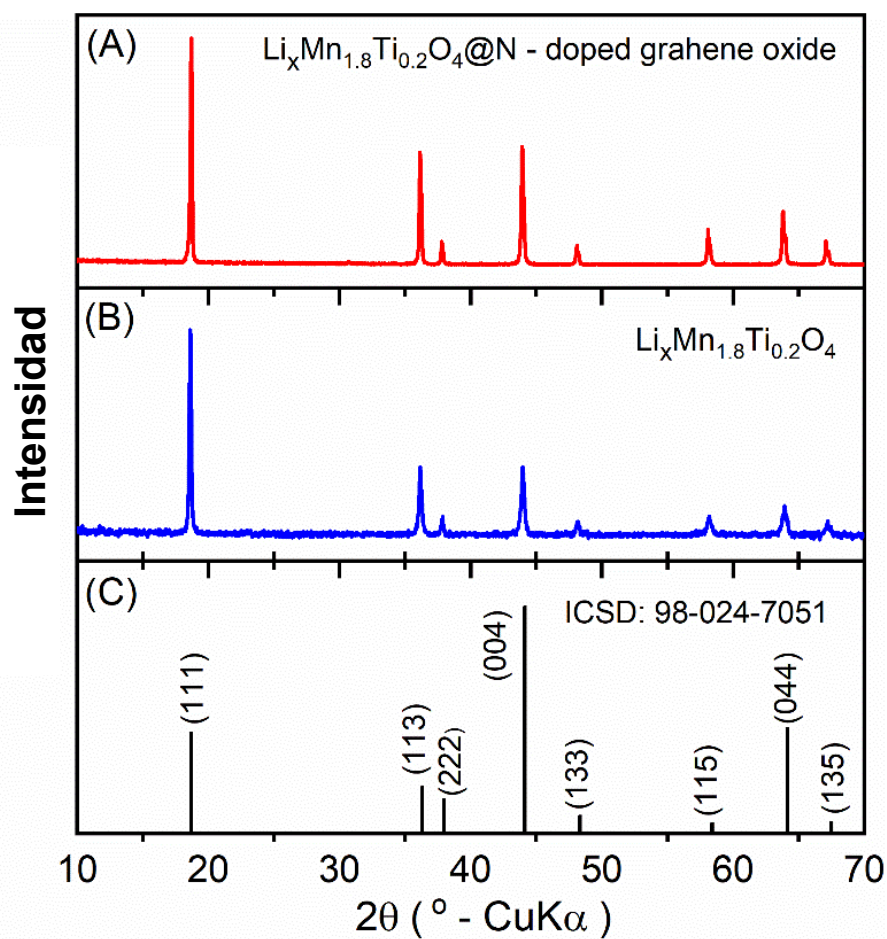 (A)
LiₓMn₁.₈Ti₀.₂O₄@N - doped grahene oxide
(B)
LiₓMn₁.₈Ti₀.₂O₄
Intensidad
(C)
ICSD: 98-024-7051
(111)
(113)
(222)
(004)
(133)
(115)
(044)
(135)
10 20 30 40 50 60 70
2θ ( ° - CuKα )